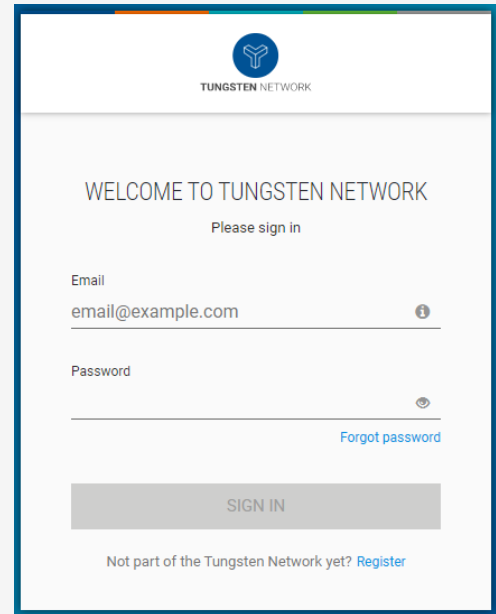 TUNGSTEN NETWORK
WELCOME TO TUNGSTEN NETWORK
Please sign in
Email
email@example.com
Password
Forgot password
SIGN IN
Not part of the Tungsten Network yet? Register